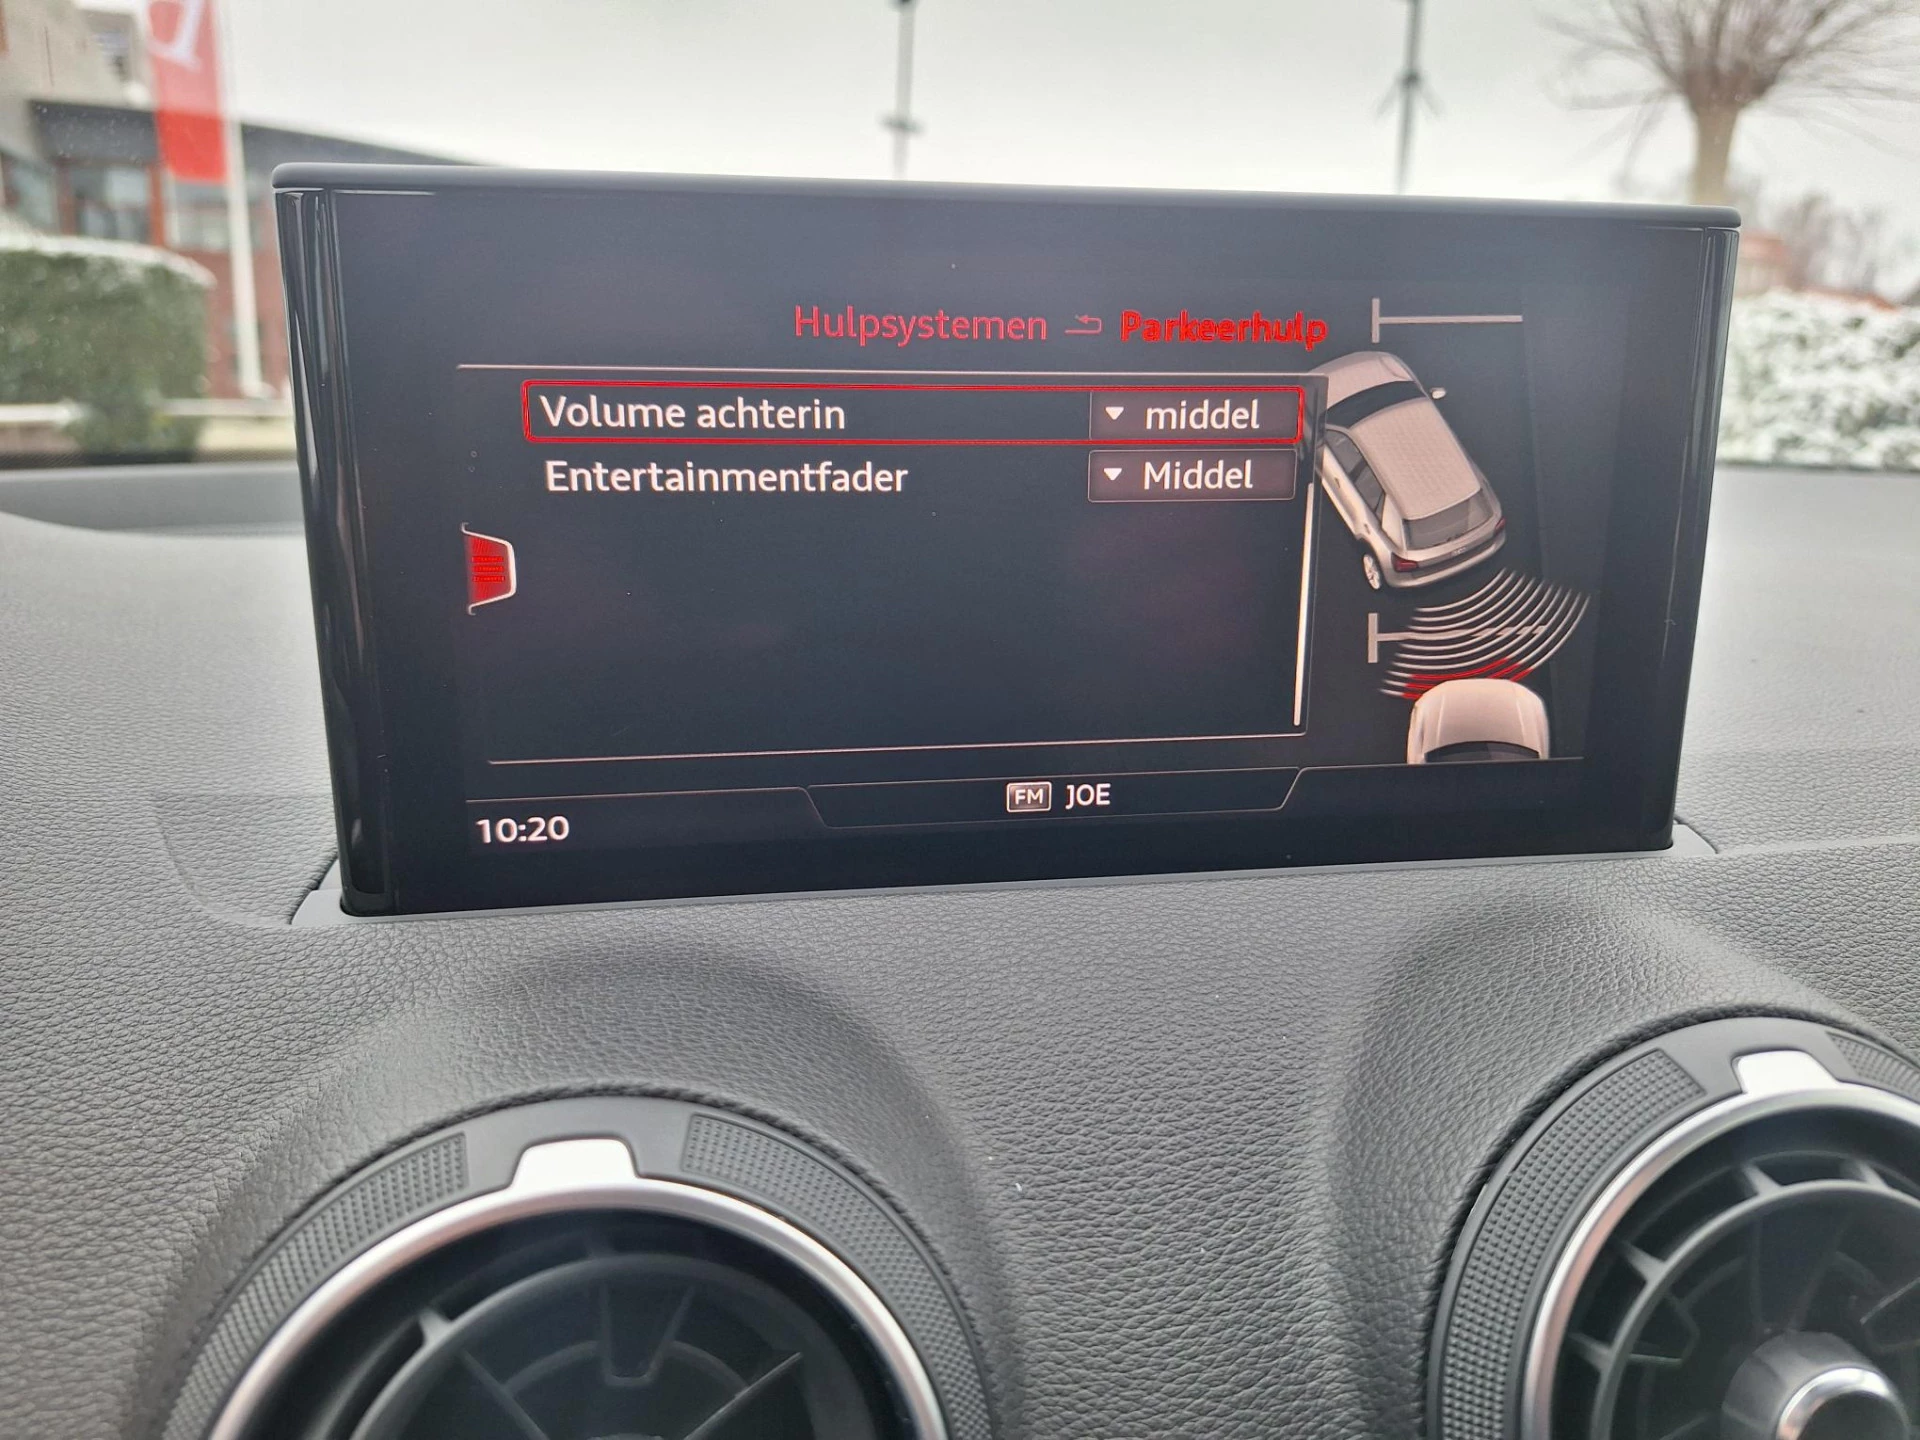 Hulpsystemen Parkeerhulp
Volume achterin middel
Entertainmentfader Middel
FM JOE
10:20